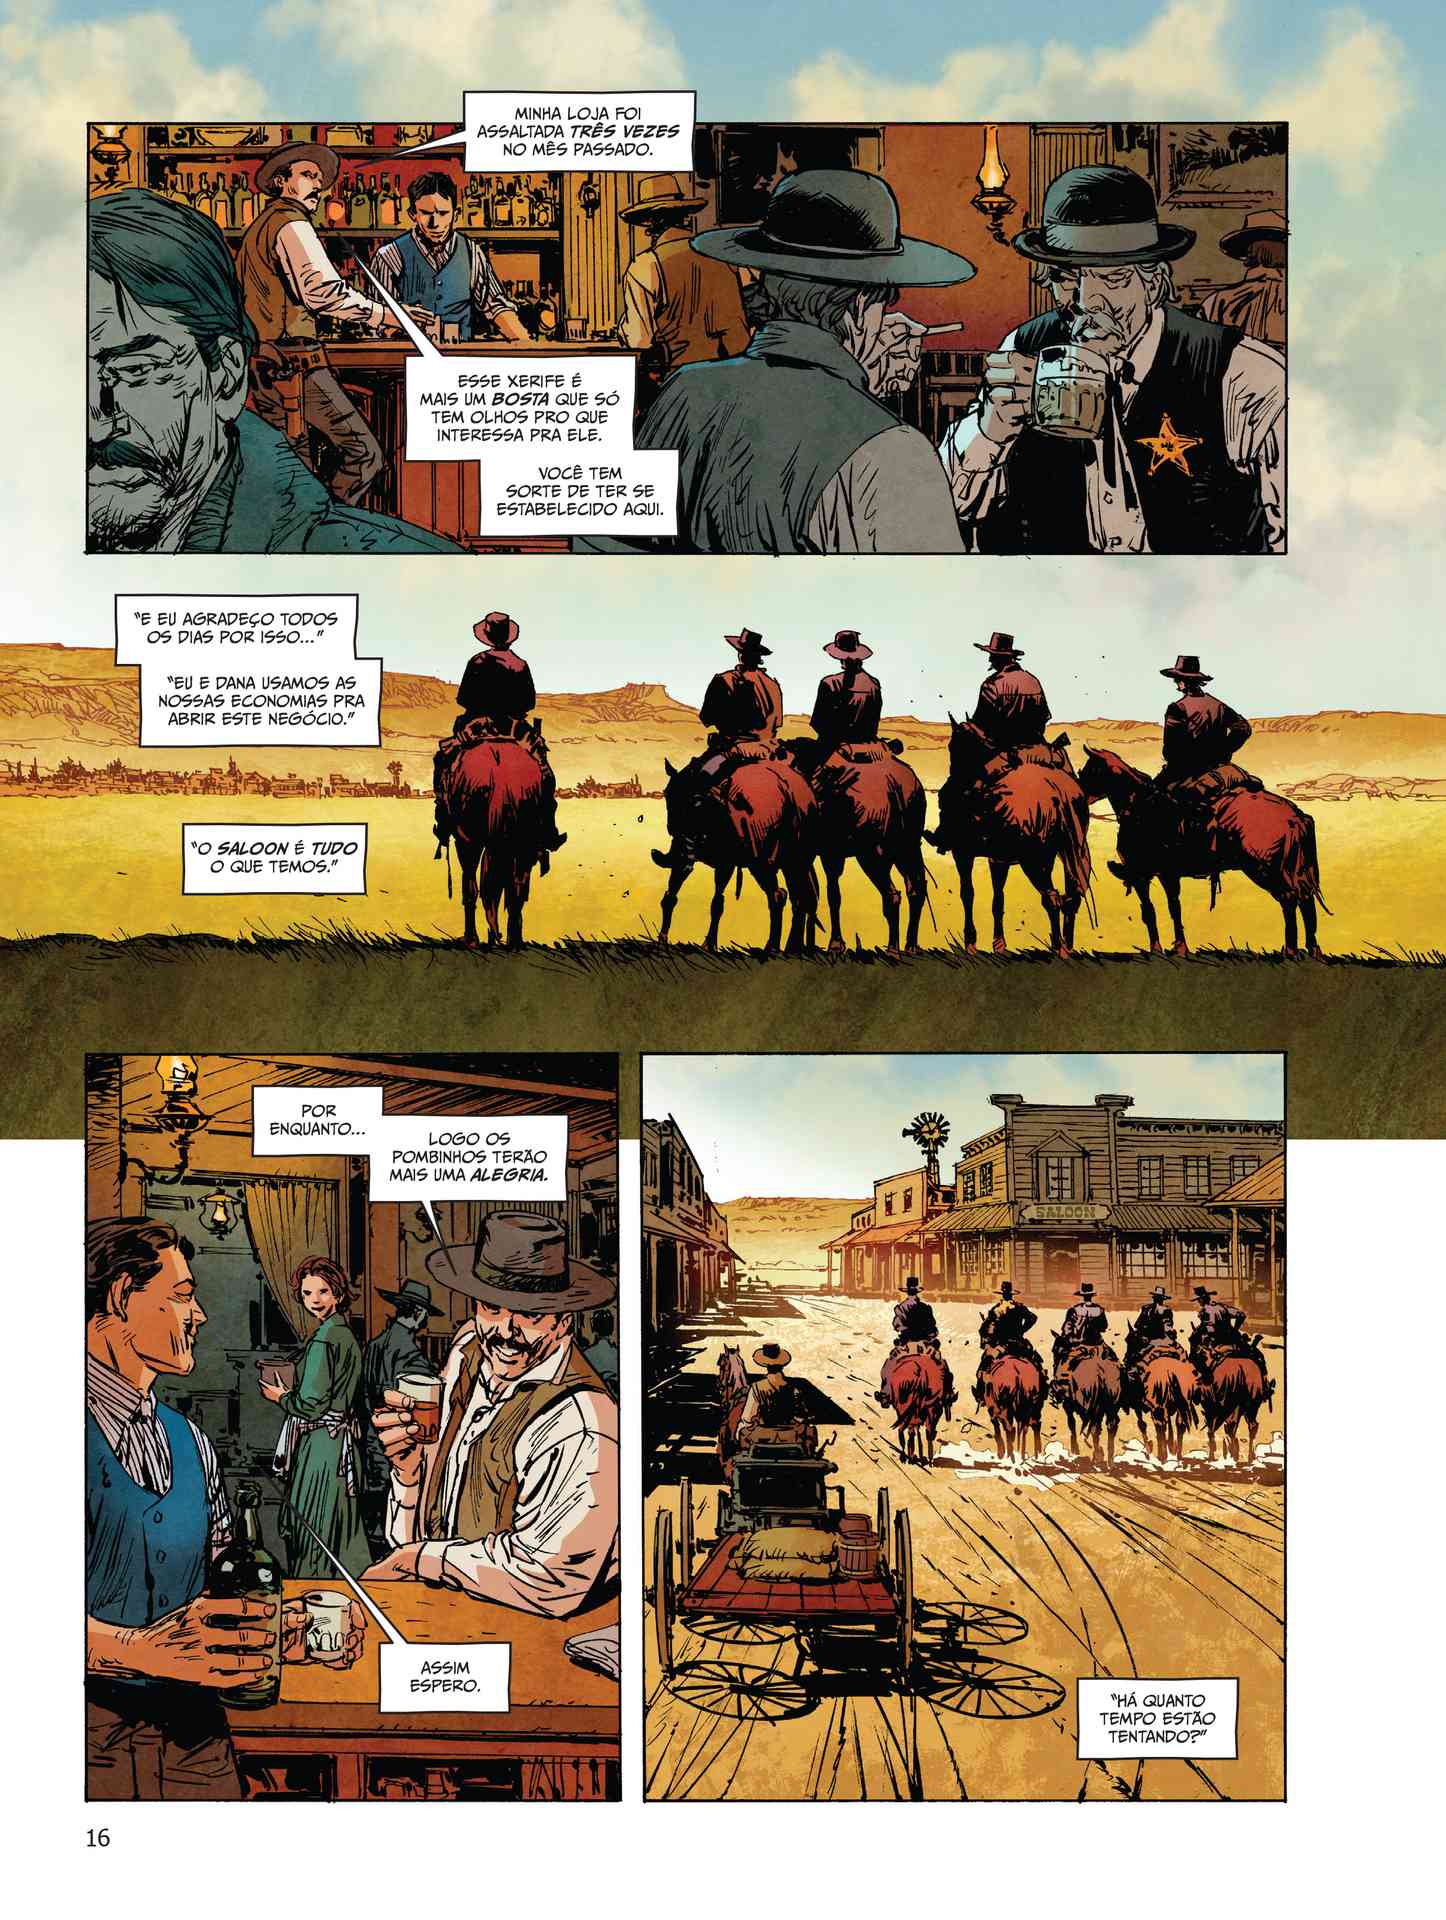 MINHA LOJA FOI
ASSALTADA TRÊS VEZES
NO MÊS PASSADO.
ESSE XERIFE É
MAIS UM BOSTA QUE SÓ
TEM OLHOS PRO QUE
INTERESSA PRA ELE.
VOCÊ TEM
SORTE DE TER SE
ESTABELECIDO AQUI.
"E EU AGRADEÇO TODOS
OS DIAS POR ISSO..."
"EU E DANA USAMOS AS
NOSSAS ECONOMIAS PRA
ABRIR ESTE NEGÓCIO."
"O SALOON É TUDO
O QUE TEMOS."
POR
ENQUANTO...
LOGO OS
POMBINHOS TERÃO
MAIS UMA ALEGRIA.
ASSIM
ESPERO.
SALOON
"HÁ QUANTO
TEMPO ESTÃO
TENTANDO?"
16